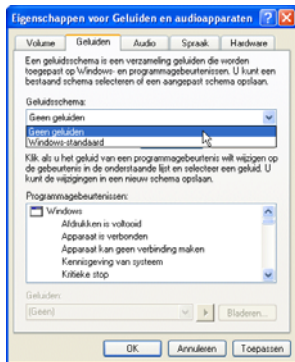 Eigenschappen voor Geluiden en audioapparaten
Volume Geluiden Audio Spraak Hardware
Een geluidsschema is een verzameling geluiden die worden
toegepast op Windows- en programmagebeurtenissen. U kunt een
bestaand schema selecteren of een aangepast schema opslaan.
Geluidsschema:
Geen geluiden
Geen geluiden
Windows-standaard
Klik als u het geluid van een programmagebeurtenis wilt wijzigen op
de gebeurtenis in de onderstaande lijst en selecteer een geluid. U
kunt de wijzigingen in een nieuw schema opslaan.
Programmagebeurtenissen:
Windows
Afdrukken is voltooid
Apparaat is verbonden
Apparaat kan geen verbinding maken
Kennisgeving van systeem
Kritieke stop
Geluiden:
(Geen) Bladeren...
OK Annuleren Toepassen